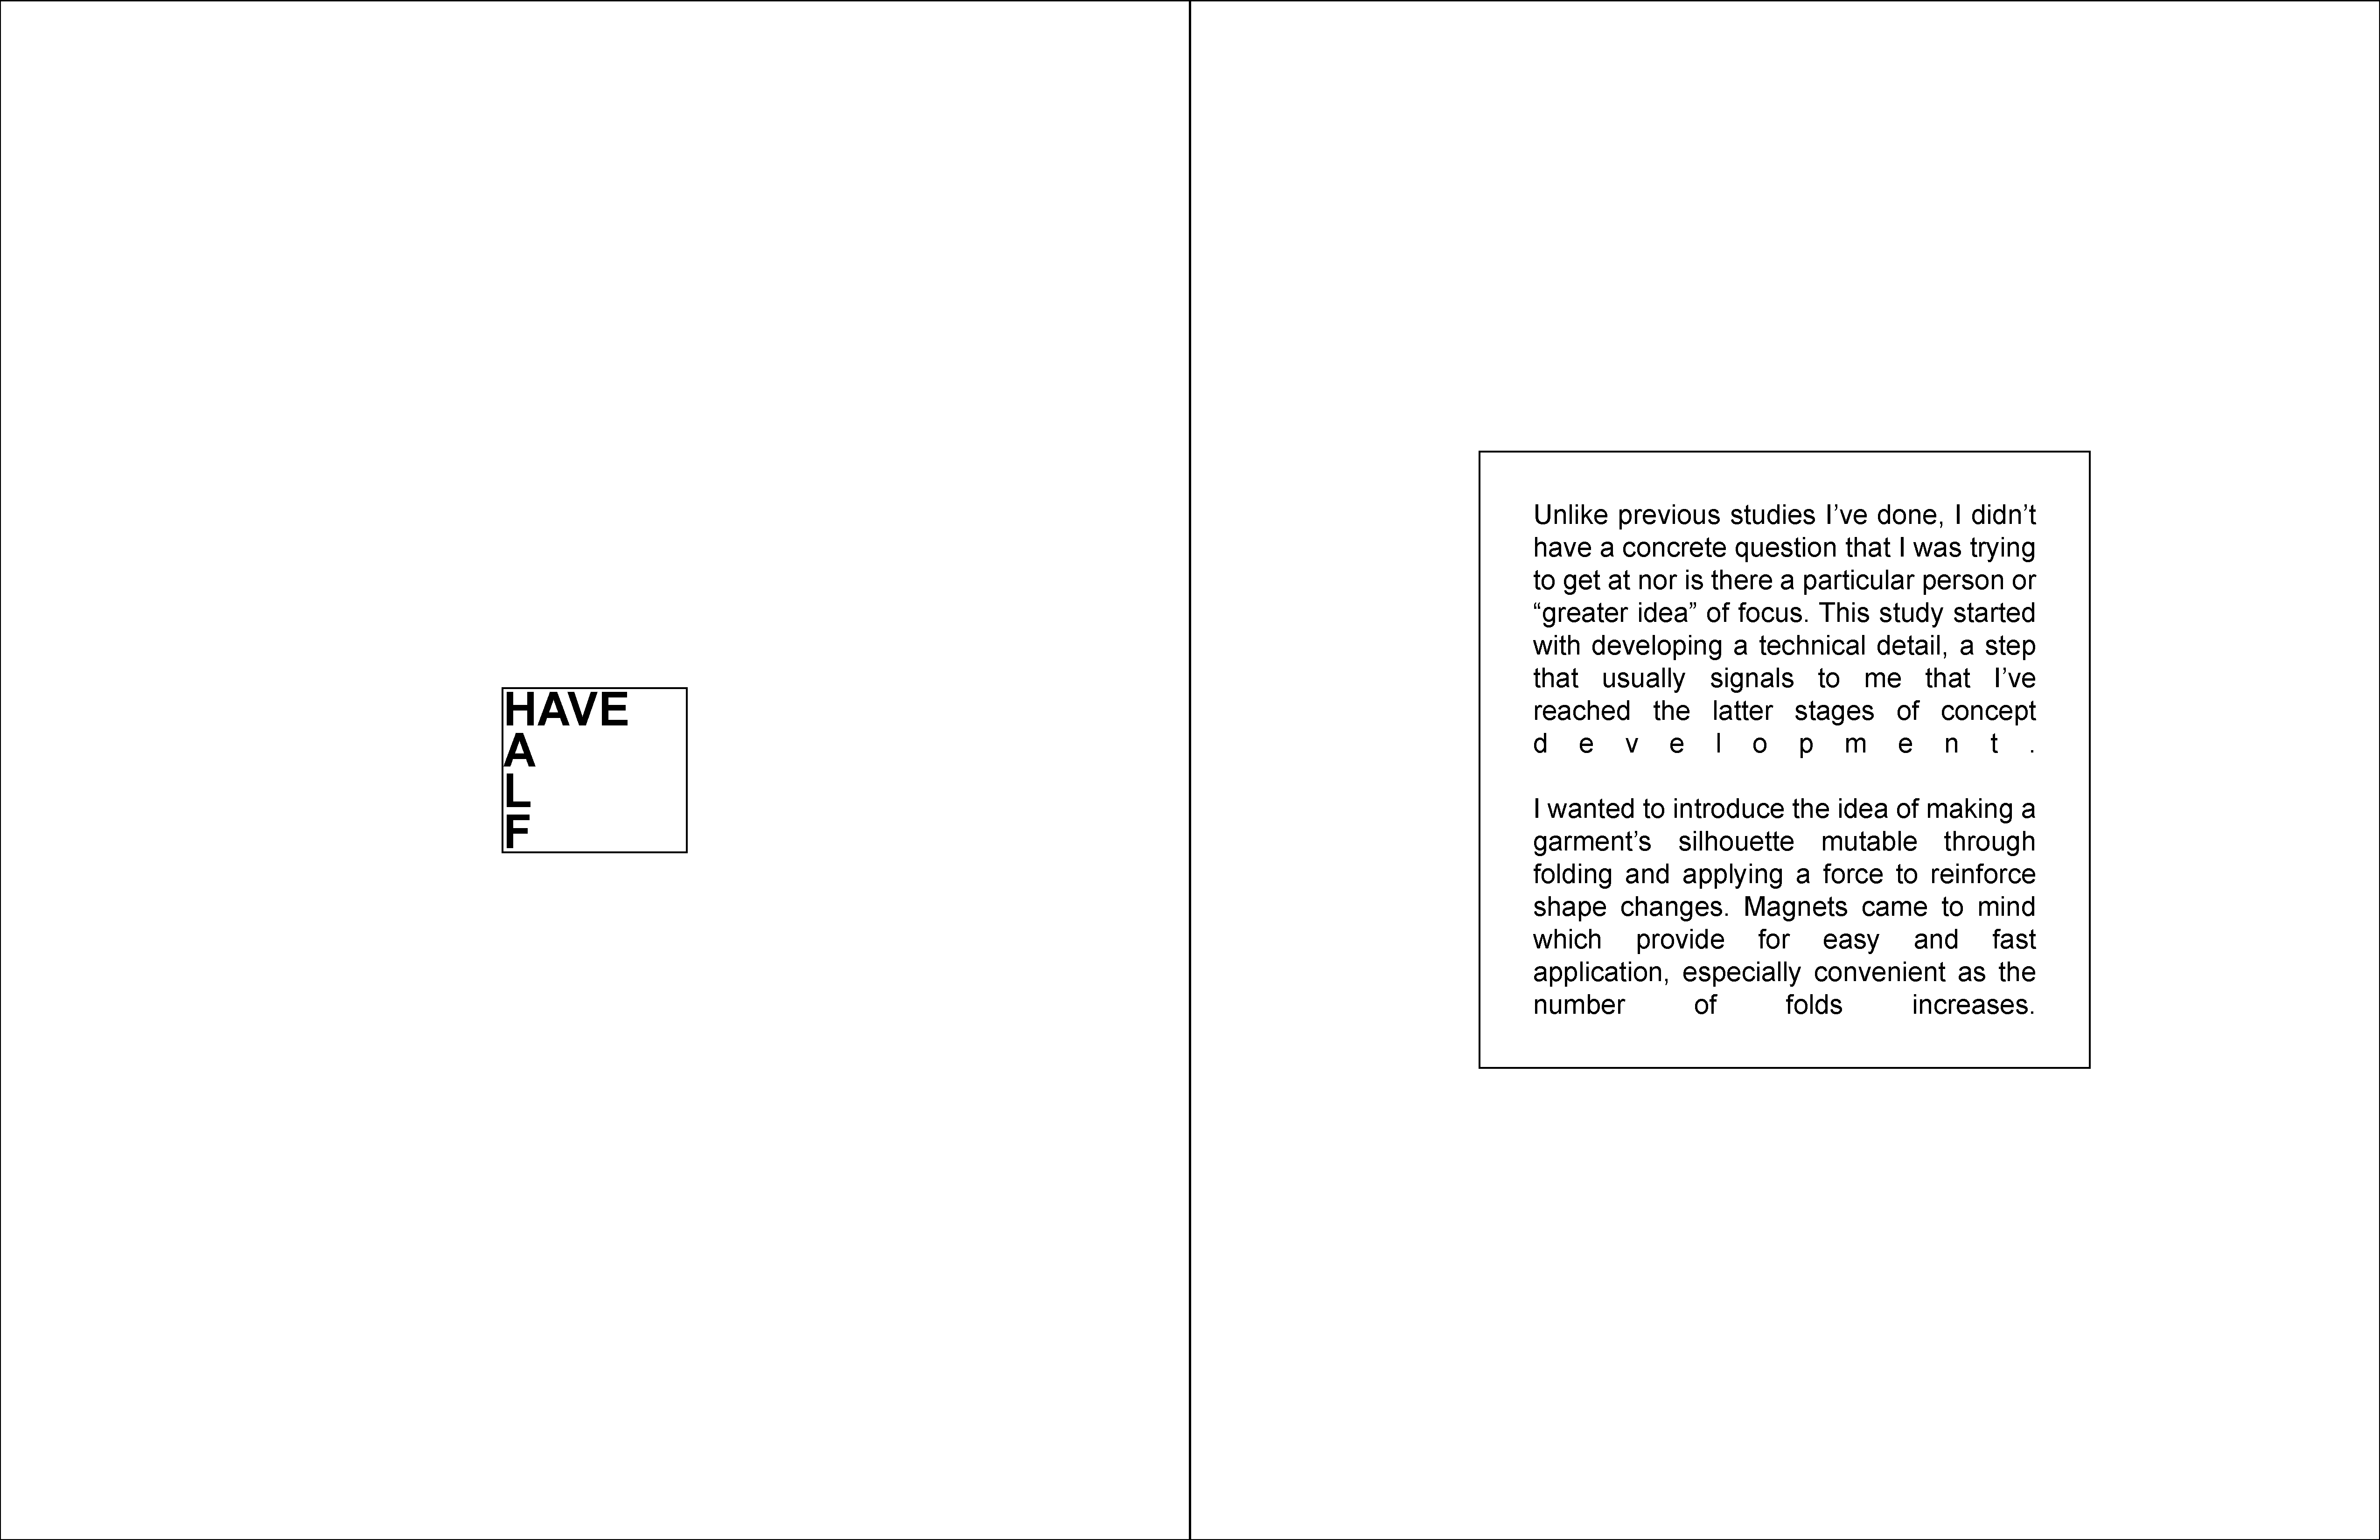 HAVE
A
L
F
Unlike previous studies I’ve done, I didn’t
have a concrete question that I was trying
to get at nor is there a particular person or
“greater idea” of focus. This study started
with developing a technical detail, a step
that usually signals to me that I’ve
reached the latter stages of concept
development.
I wanted to introduce the idea of making a
garment’s silhouette mutable through
folding and applying a force to reinforce
shape changes. Magnets came to mind
which provide for easy and fast
application, especially convenient as the
number of folds increases.